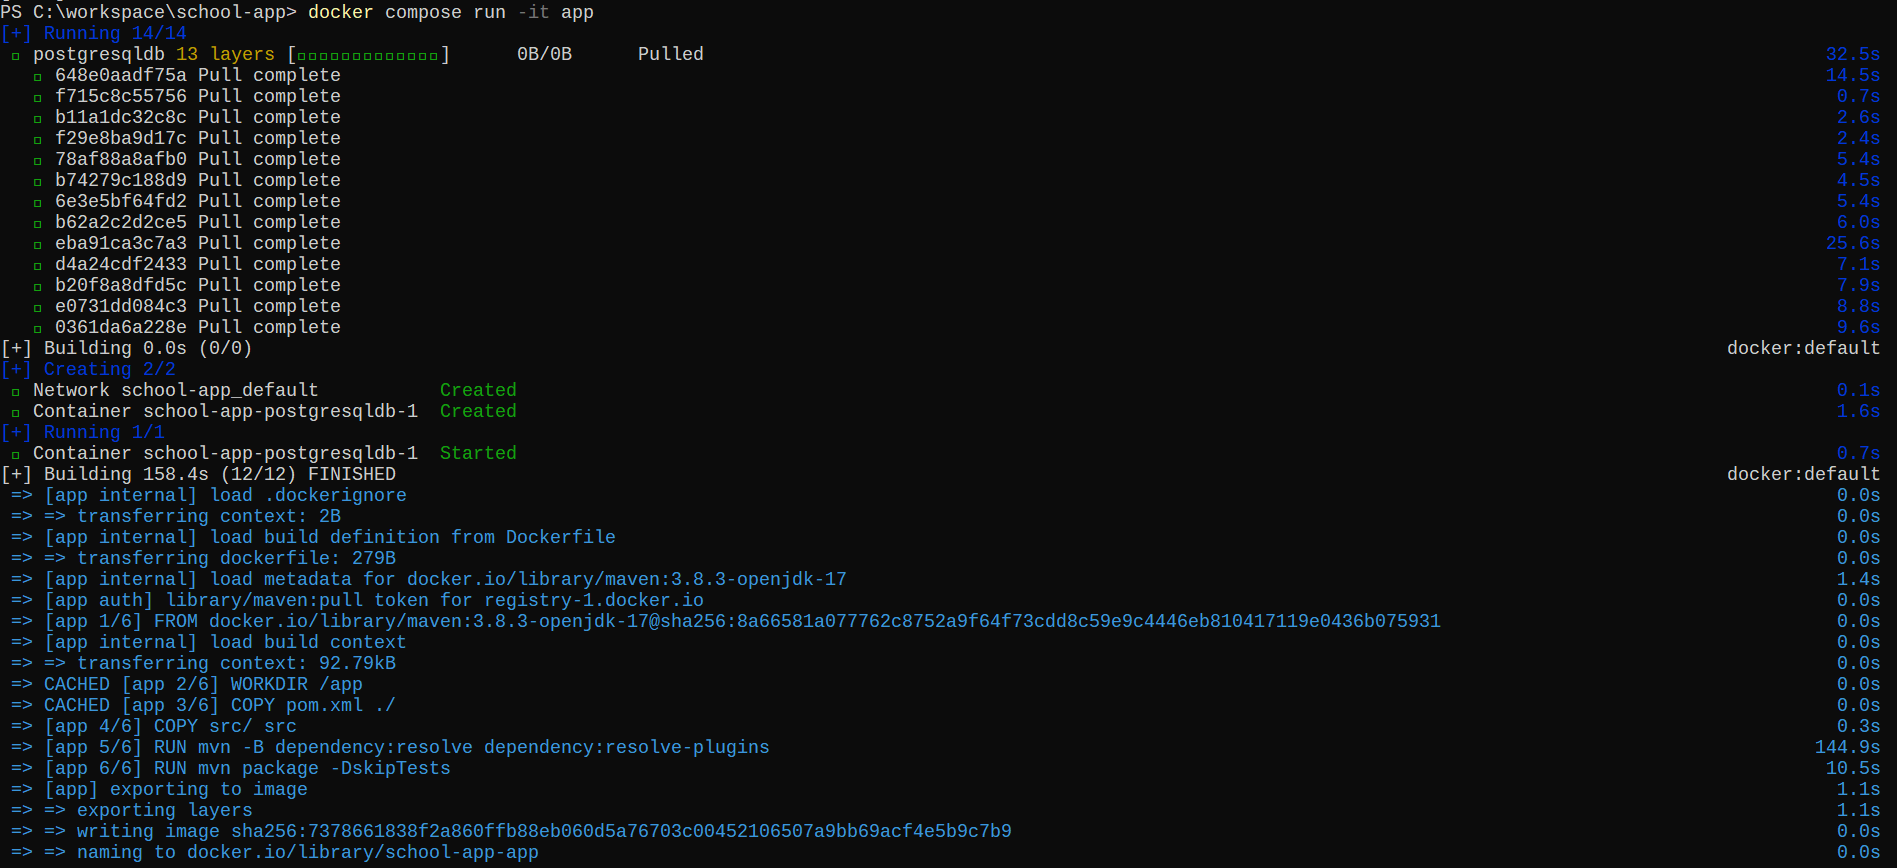 PS C:\workspace\school-app> docker compose run -it app
[+] Running 14/14
postgresqldb 13 layers [] 0B/0B Pulled 32.5s
648e0aadf75a Pull complete 14.5s
f715c8c55756 Pull complete 0.7s
b11a1dc32c8c Pull complete 2.6s
f29e8ba9d17c Pull complete 2.4s
78af88a8afb0 Pull complete 5.4s
b74279c188d9 Pull complete 4.5s
6e3e5bf64fd2 Pull complete 5.4s
b62a2c2d2ce5 Pull complete 6.0s
eba91ca3c7a3 Pull complete 25.6s
d4a24cdf2433 Pull complete 7.1s
b20f8a8dfd5c Pull complete 7.9s
e0731dd084c3 Pull complete 8.8s
0361da6a228e Pull complete 9.6s
[+] Building 0.0s (0/0) docker:default
[+] Creating 2/2
Network school-app_default Created 0.1s
Container school-app-postgresqldb-1 Created 1.6s
[+] Running 1/1
Container school-app-postgresqldb-1 Started 0.7s
[+] Building 158.4s (12/12) FINISHED docker:default
=> [app internal] load .dockerignore 0.0s
=> => transferring context: 2B 0.0s
=> [app internal] load build definition from Dockerfile 0.0s
=> => transferring dockerfile: 279B 0.0s
=> [app internal] load metadata for docker.io/library/maven:3.8.3-openjdk-17 1.4s
=> [app auth] library/maven:pull token for registry-1.docker.io 0.0s
=> [app 1/6] FROM docker.io/library/maven:3.8.3-openjdk-17@sha256:8a66581a077762c8752a9f64f73cdd8c59e9c4446eb810417119e0436b075931 0.0s
=> [app internal] load build context 0.0s
=> => transferring context: 92.79kB 0.0s
=> CACHED [app 2/6] WORKDIR /app 0.0s
=> CACHED [app 3/6] COPY pom.xml ./ 0.0s
=> [app 4/6] COPY src/ src 0.3s
=> [app 5/6] RUN mvn -B dependency:resolve dependency:resolve-plugins 144.9s
=> [app 6/6] RUN mvn package -DskipTests 10.5s
=> [app] exporting to image 1.1s
=> => exporting layers 1.1s
=> => writing image sha256:7378661838f2a860ffb88eb060d5a76703c00452106507a9bb69acf4e5b9c7b9 0.0s
=> => naming to docker.io/library/school-app-app 0.0s